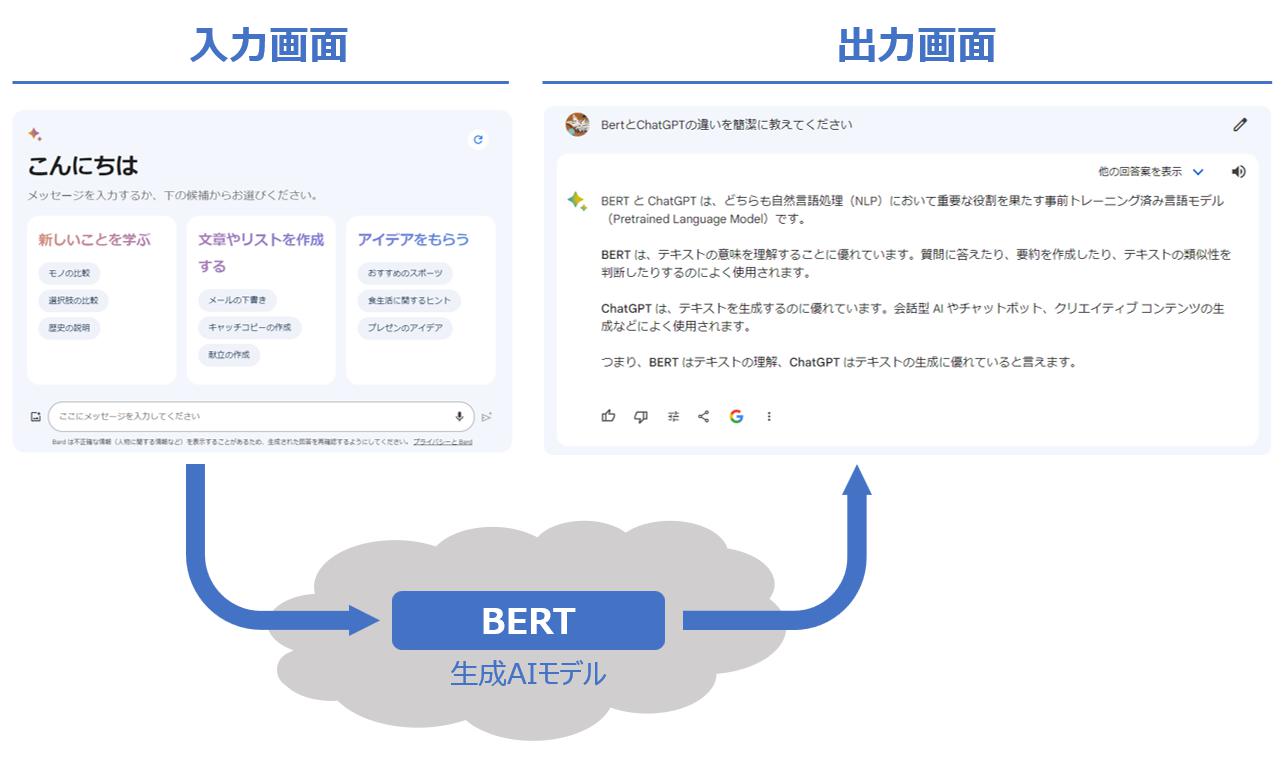 入力画面
出力画面
こんにちは
メッセージを入力するか、下の候補からお選びください。
新しいことを学ぶ
モノの比較
選択肢の比較
歴史の説明
文章やリストを作成
する
メールの下書き
キャッチコピーの作成
献立の作成
アイデアをもらう
おすすめのスポーツ
食生活に関するヒント
プレゼンのアイデア
ここにメッセージを入力してください
Bard は不正確な情報（人物に関する情報など）を表示することがあるため、生成された回答を再確認するようにしてください。プライバシーと Bard
BertとChatGPTの違いを簡潔に教えてください
他の回答案を表示
BERT と ChatGPT は、どちらも自然言語処理（NLP）において重要な役割を果たす事前トレーニング済み言語モデル
（Pretrained Language Model）です。
BERT は、テキストの意味を理解することに優れています。質問に答えたり、要約を作成したり、テキストの類似性を
判断したりするのによく使用されます。
ChatGPT は、テキストを生成するのに優れています。会話型 AI やチャットボット、クリエイティブ コンテンツの生
成などによく使用されます。
つまり、BERT はテキストの理解、ChatGPT はテキストの生成に優れていると言えます。
BERT
生成AIモデル